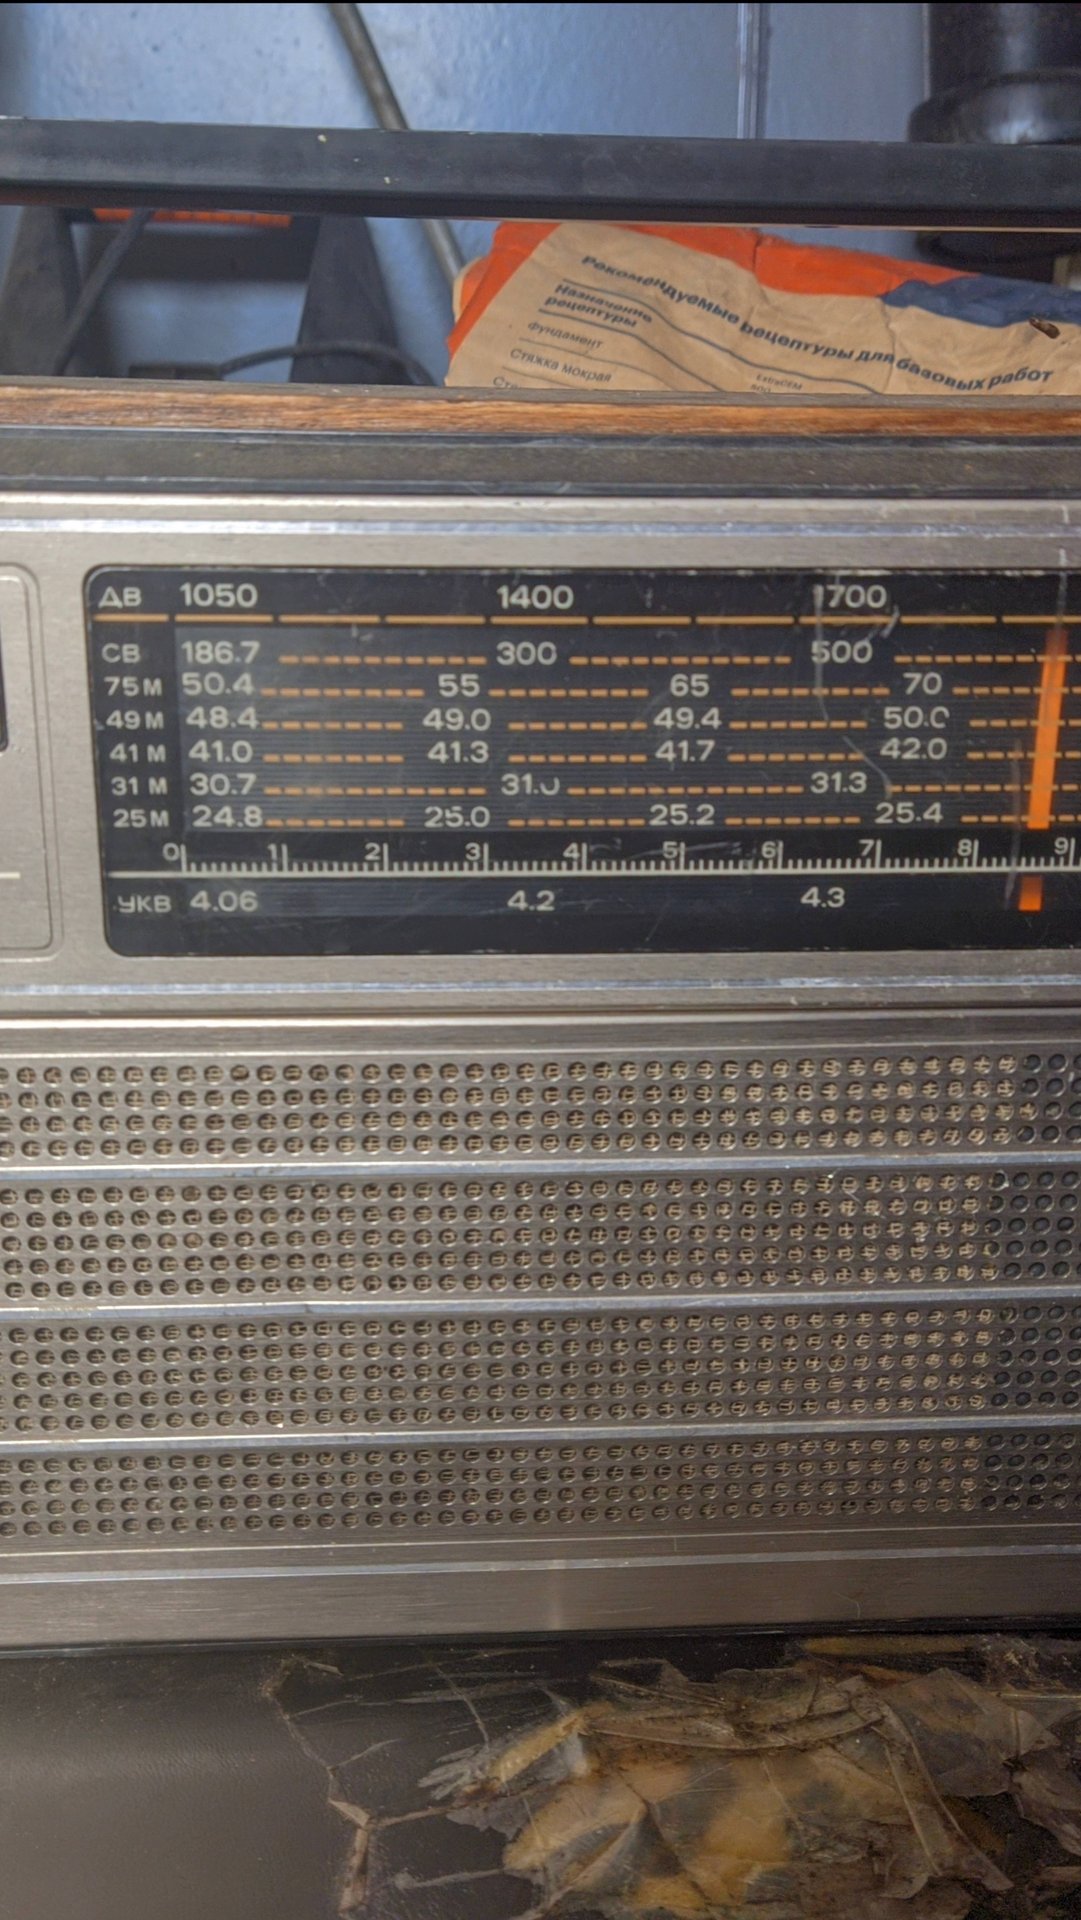 Рекомендуемые рецептуры для базовых работ
Назначение
рецептуры
Фундамент
Стяжка мокрая
ExtraCEM
500
ДВ 1050 1400 1700
СВ 186.7 300 500
75 М 50.4 55 65 70
49 М 48.4 49.0 49.4 50.0
41 М 41.0 41.3 41.7 42.0
31 М 30.7 31.0 31.3
25 М 24.8 25.0 25.2 25.4
0 1 2 3 4 5 6 7 8 9
УКВ 4.06 4.2 4.3